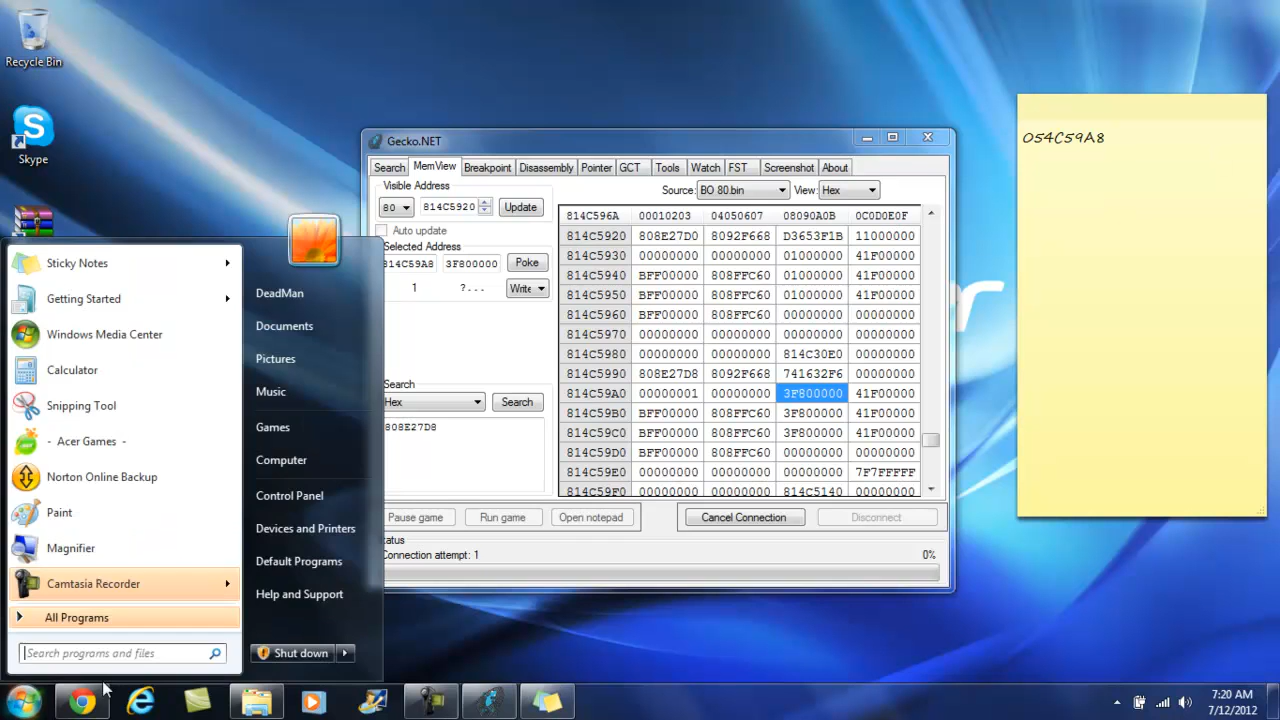 Recycle Bin
Skype
Sticky Notes
Getting Started
Windows Media Center
Calculator
Snipping Tool
- Acer Games -
Norton Online Backup
Paint
Magnifier
Camtasia Recorder
All Programs
Search programs and files
DeadMan
Documents
Pictures
Music
Games
Computer
Control Panel
Devices and Printers
Default Programs
Help and Support
Shut down
Gecko.NET
Search MemView Breakpoint Disassembly Pointer GCT Tools Watch FST Screenshot About
Visible Address
80 814C5920 Update
Auto update
Selected Address
814C59A8 3F800000 Poke
1 ?... Write
Search
Hex Search
808E27D8
Source: BO 80.bin View: Hex
814C596A 00010203 04050607 08090A0B 0C0D0E0F
814C5920 808E27D0 8092F668 D3653F1B 11000000
814C5930 00000000 00000000 01000000 41F00000
814C5940 BFF00000 808FFC60 01000000 41F00000
814C5950 BFF00000 808FFC60 01000000 41F00000
814C5960 BFF00000 808FFC60 00000000 00000000
814C5970 00000000 00000000 00000000 00000000
814C5980 00000000 00000000 814C30E0 00000000
814C5990 808E27D8 8092F668 741632F6 00000000
814C59A0 00000001 00000000 3F800000 41F00000
814C59B0 BFF00000 808FFC60 3F800000 41F00000
814C59C0 BFF00000 808FFC60 3F800000 41F00000
814C59D0 BFF00000 808FFC60 00000000 00000000
814C59E0 00000000 00000000 00000000 7F7FFFFF
814C59F0 00000000 00000000 814C5140 00000000
Pause game Run game Open notepad Cancel Connection Disconnect
tatus
Connection attempt: 1 0%
054C59A8
7:20 AM
7/12/2012